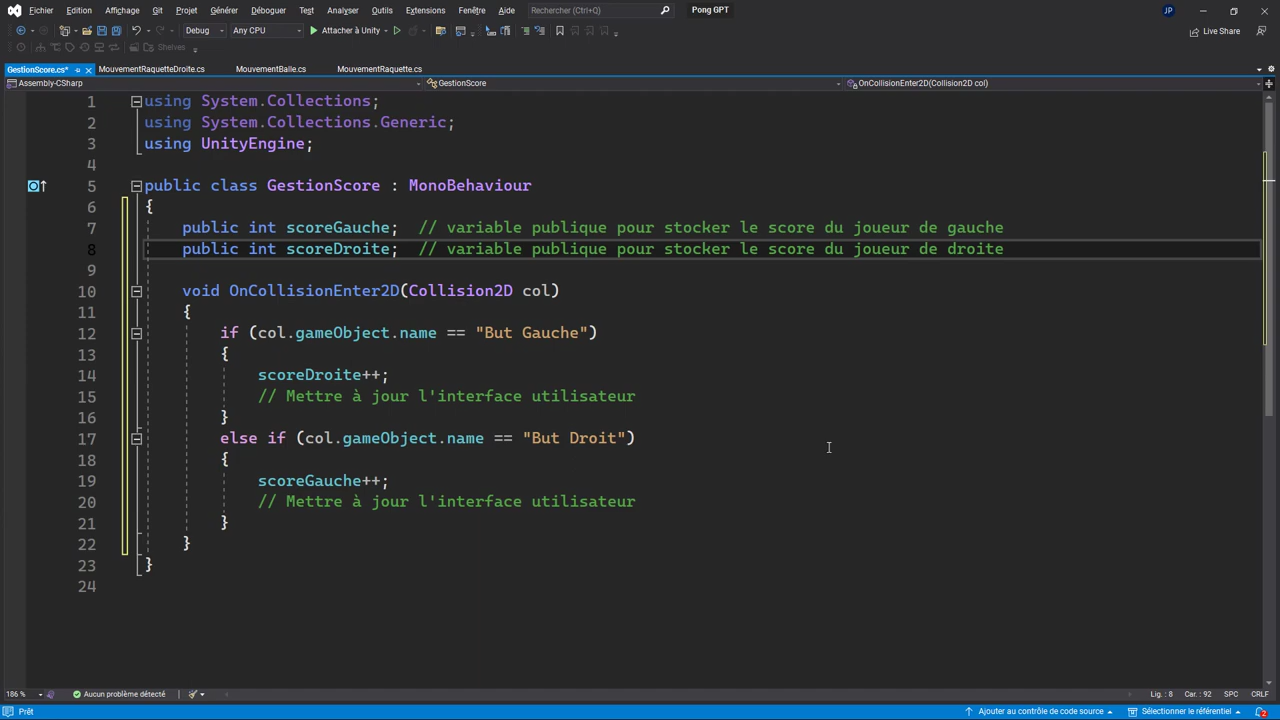 Fichier Edition Affichage Git Projet Générer Déboguer Test Analyser Outils Extensions Fenêtre Aide Rechercher (Ctrl+Q) Pong GPT JP
Debug Any CPU Attacher à Unity Live Share
Shelves
GestionScore.cs* MouvementRaquetteDroite.cs MouvementBalle.cs MouvementRaquette.cs
Assembly-CSharp GestionScore OnCollisionEnter2D(Collision2D col)
1 using System.Collections;
2 using System.Collections.Generic;
3 using UnityEngine;
4
5 public class GestionScore : MonoBehaviour
6 {
7 public int scoreGauche; // variable publique pour stocker le score du joueur de gauche
8 public int scoreDroite; // variable publique pour stocker le score du joueur de droite
9
10 void OnCollisionEnter2D(Collision2D col)
11 {
12 if (col.gameObject.name == "But Gauche")
13 {
14 scoreDroite++;
15 // Mettre à jour l'interface utilisateur
16 }
17 else if (col.gameObject.name == "But Droit")
18 {
19 scoreGauche++;
20 // Mettre à jour l'interface utilisateur
21 }
22 }
23 }
24
186 % Aucun problème détecté Lig. : 8 Car. : 92 SPC CRLF
Prêt Ajouter au contrôle de code source Sélectionner le référentiel 2